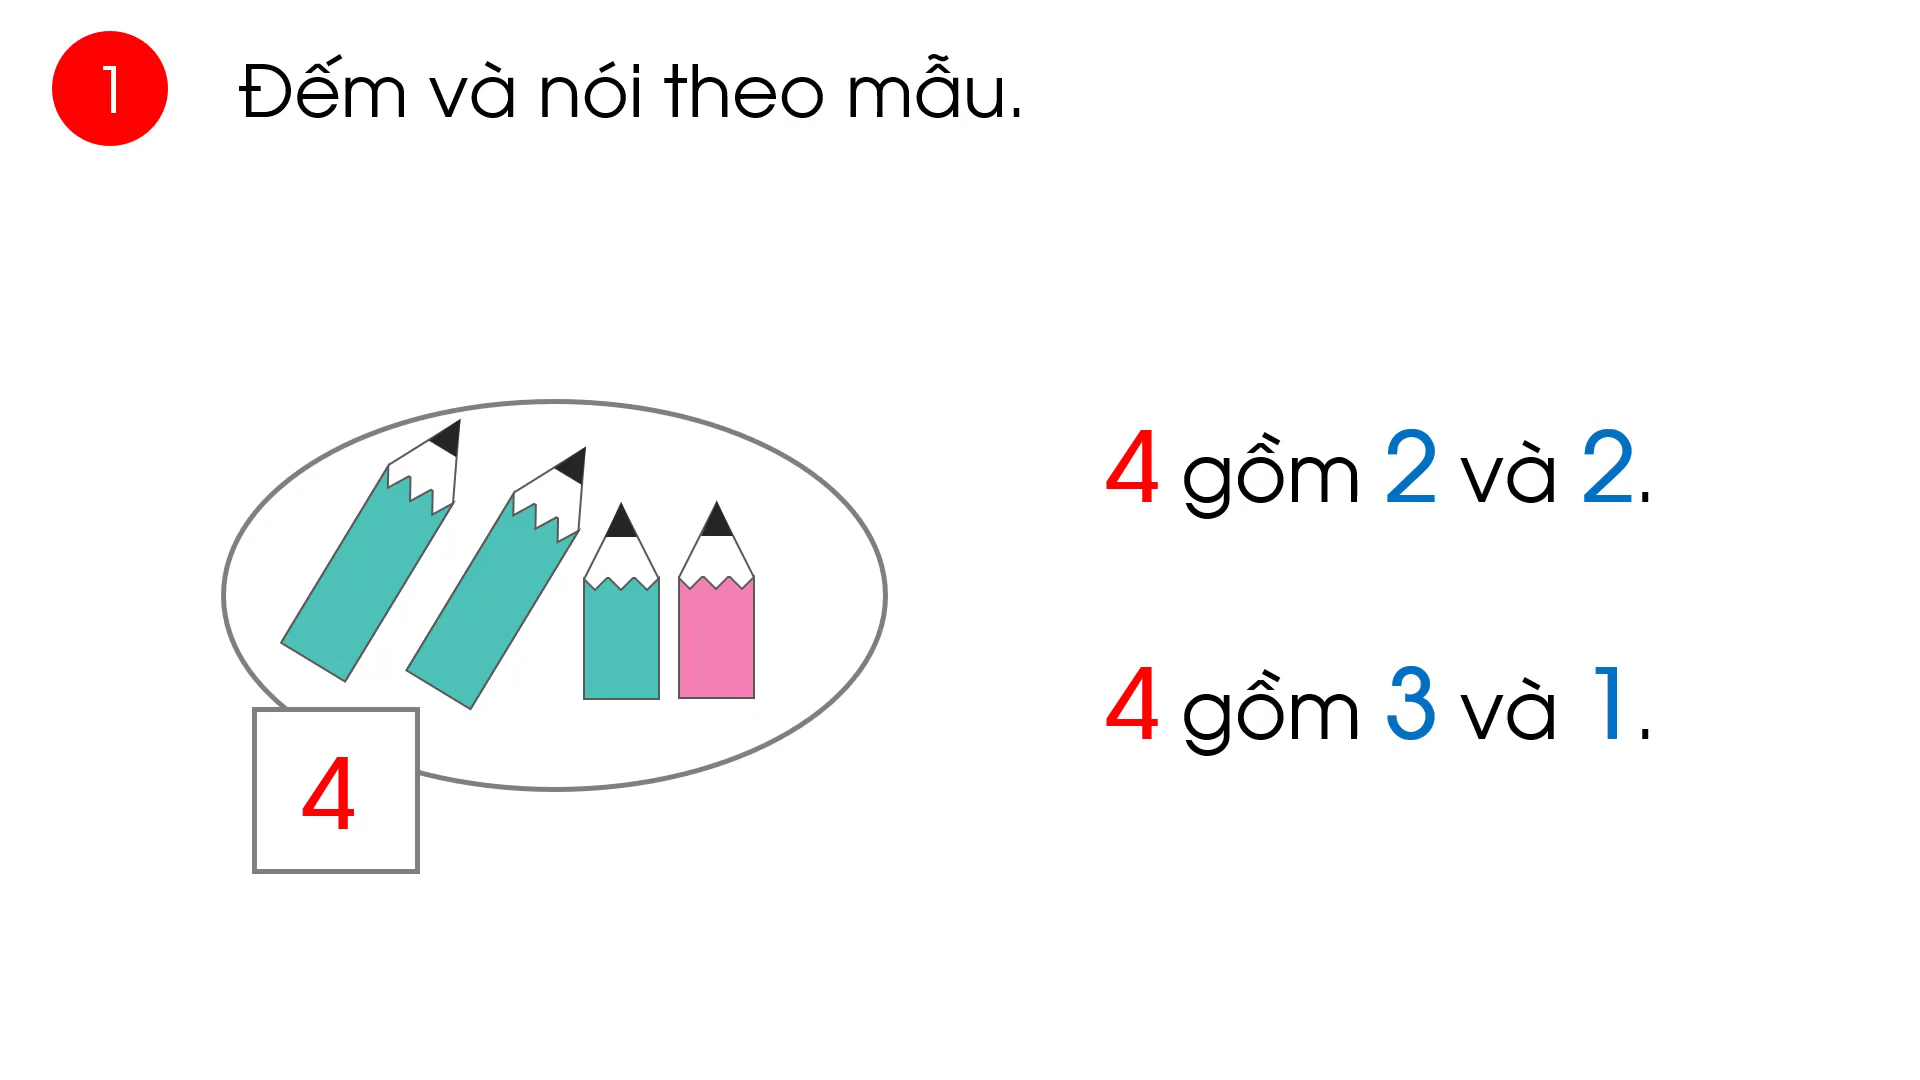 1 Đếm và nói theo mẫu.
4 gồm 2 và 2.
4 gồm 3 và 1.
4